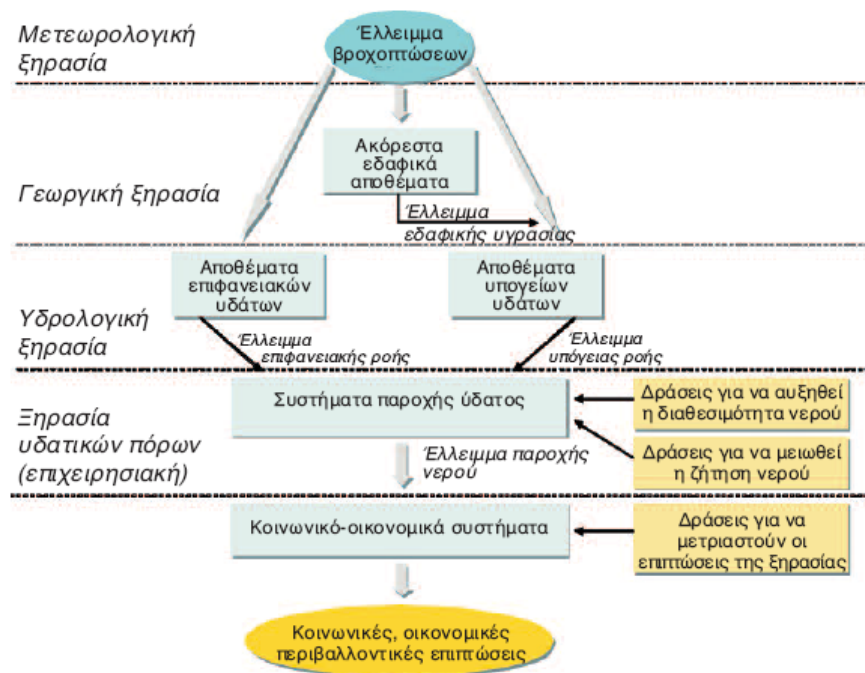 Μετεωρολογική
ξηρασία
Έλλειμμα
βροχοπτώσεων
Ακόρεστα
εδαφικά
αποθέματα
Γεωργική ξηρασία
Έλλειμμα
εδαφικής υγρασίας
Αποθέματα
επιφανειακών
υδάτων
Αποθέματα
υπογείων
υδάτων
Υδρολογική
ξηρασία
Έλλειμμα
επιφανειακής ροής
Έλλειμμα
υπόγειας ροής
Ξηρασία
υδατικών πόρων
(επιχειρησιακή)
Συστήματα παροχής ύδατος
Δράσεις για να αυξηθεί
η διαθεσιμότητα νερού
Έλλειμμα παροχής
νερού
Δράσεις για να μειωθεί
η ζήτηση νερού
Κοινωνικό-οικονομικά συστήματα
Δράσεις για να
μετριαστούν οι
επιπτώσεις της ξηρασίας
Κοινωνικές, οικονομικές
περιβαλλοντικές επιπτώσεις